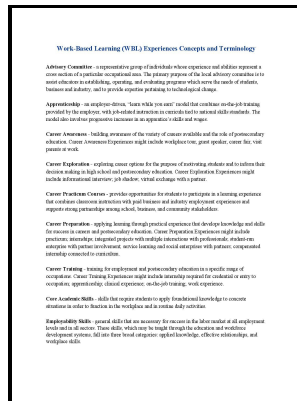 Work-Based Learning (WBL) Experiences Concepts and Terminology
Advisory Committee - a representative group of individuals whose experience and abilities represent a
cross section of a particular occupational area. The primary purpose of the local advisory committee is to
assist educators in establishing, operating, and evaluating programs which serve the needs of students,
business and industry, and to provide expertise pertaining to technological change.
Apprenticeship - an employer-driven, "learn while you earn" model that combines on-the-job training,
provided by the employer, with job-related instruction in curricula tied to national skills standards. The
model also involves progressive increases in an apprentice's skills and wages.
Career Awareness - building awareness of the variety of careers available and the role of postsecondary
education. Career Awareness Experiences might include workplace tour, guest speaker, career fair, visit
parents at work
Career Exploration - exploring career options for the purpose of motivating students and to inform their
decision making in high school and postsecondary education. Career Exploration Experiences might
include informational interview; job shadow; virtual exchange with a partner.
Career Practicum Courses - provides opportunities for students to participate in a learning experience
that combines classroom instruction with paid business and industry employment experiences and
supports strong partnerships among school, business, and community stakeholders
Career Preparation - applying learning through practical experience that develops knowledge and skills
for success in careers and postsecondary education. Career Preparation Experiences might include
practicum; internships; integrated projects with multiple interactions with professionals; student-run
enterprise with partner involvement; service learning and social enterprises with partners; compensated
internship connected to curriculum.
Career Training - training for employment and postsecondary education in a specific range of
occupations. Career Training Experiences might include internship required for credential or entry to
occupation; apprenticeship; clinical experience; on-the-job training, work experience.
Core Academic Skills - skills that require students to apply foundational knowledge to concrete
situations in order to function in the workplace and in routine daily activities
Employability Skills - general skills that are necessary for success in the labor market at all employment
levels and in all sectors. These skills, which may be taught through the education and workforce
development systems, fall into three broad categories: applied knowledge, effective relationships, and
workplace skills.